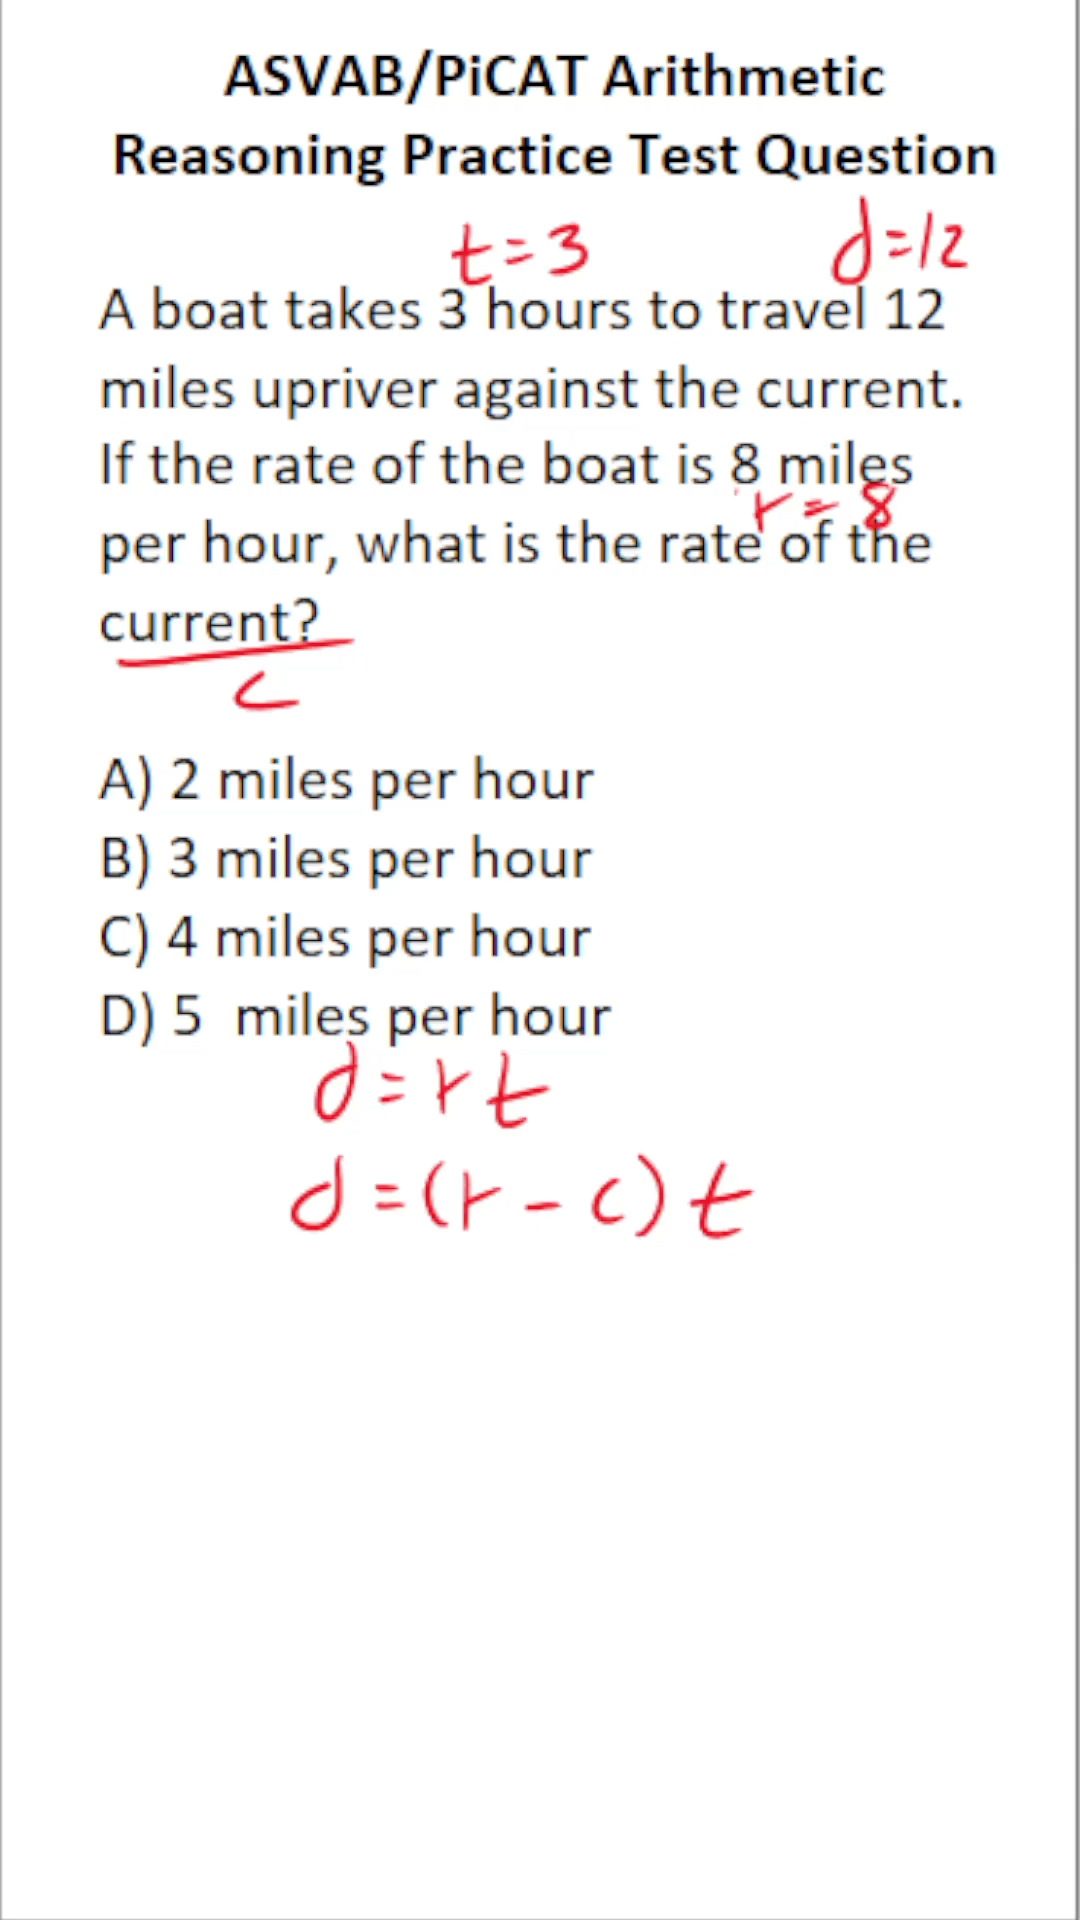 ASVAB/PiCAT Arithmetic
Reasoning Practice Test Question
t=3 d=12
A boat takes 3 hours to travel 12
miles upriver against the current.
If the rate of the boat is 8 miles
r=8
per hour, what is the rate of the
current?
c
A) 2 miles per hour
B) 3 miles per hour
C) 4 miles per hour
D) 5 miles per hour
d=rt
d=(r-c)t